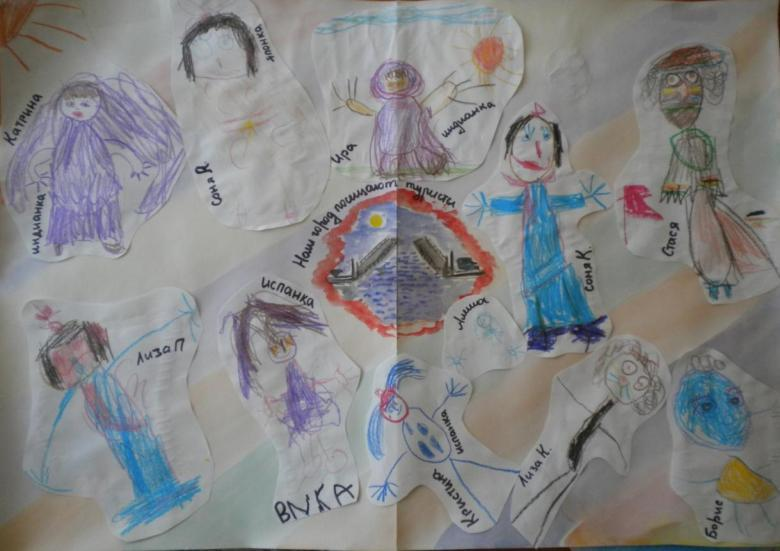 Катрина
индианка
японка
Соня Я
Ира
индианка
Наш город посещают туристы
Соня К.
Стася
Лиза П
испанка
ВИКА
Кристина
испанка
Лиза К.
Борис